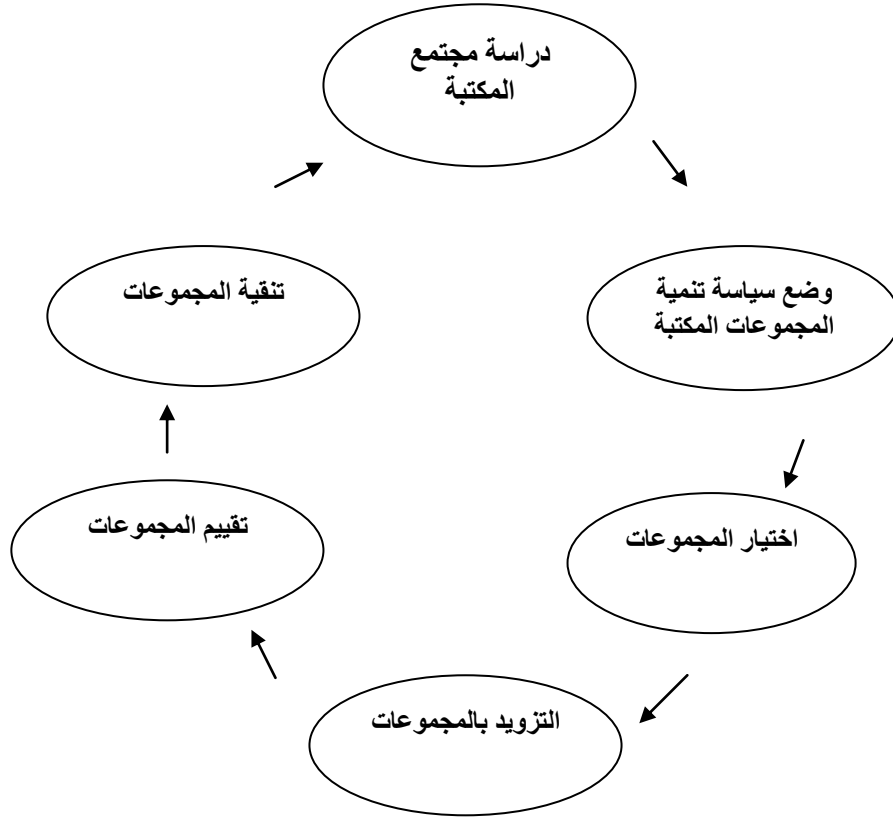 دراسة مجتمع
المكتبة
وضع سياسة تنمية
المجموعات المكتبة
اختيار المجموعات
التزويد بالمجموعات
تقييم المجموعات
تنقية المجموعات